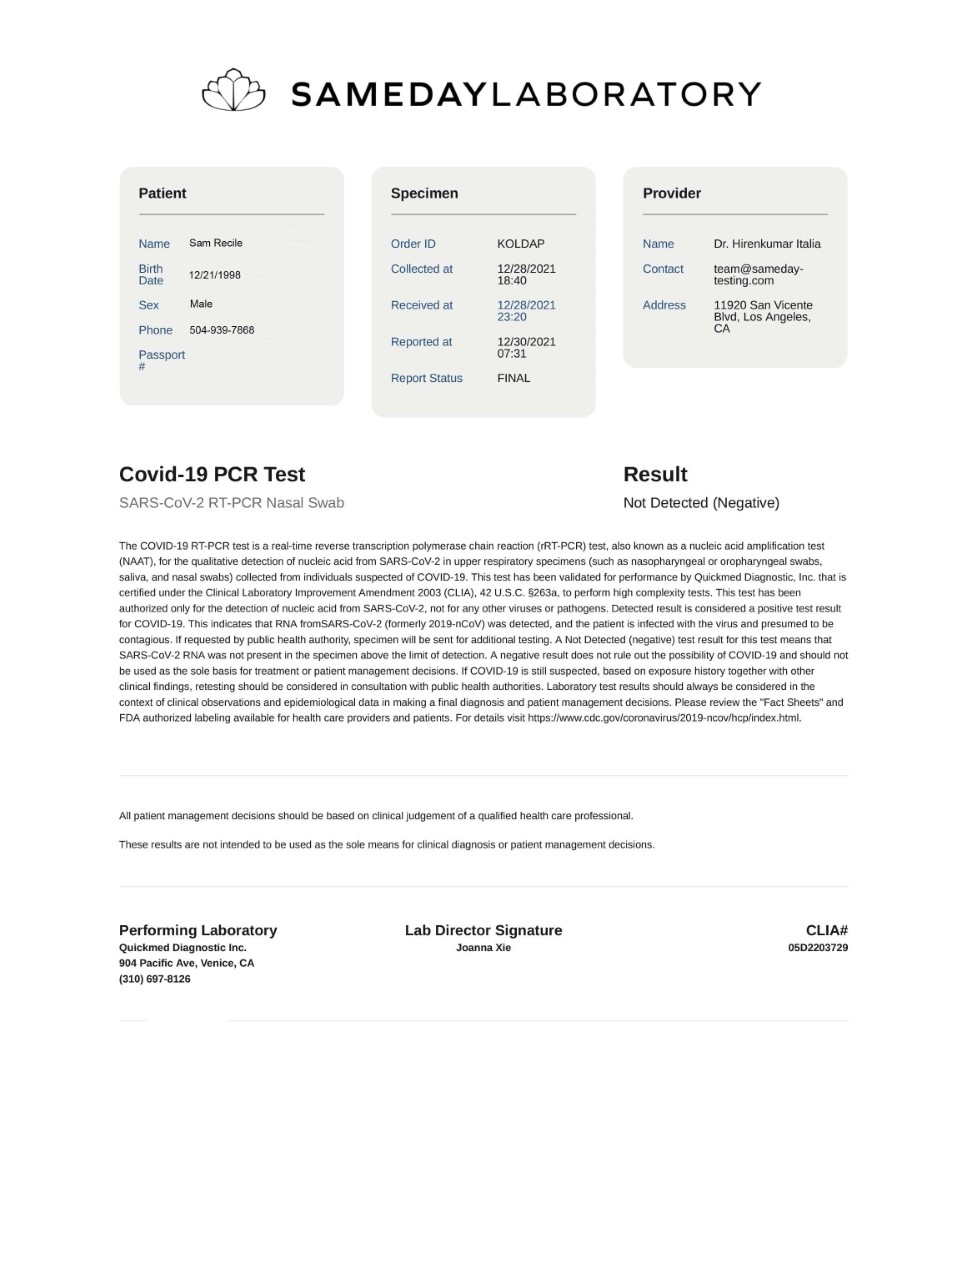 SAMEDAYLABORATORY
Patient
Name Sam Recile
Birth
Date 12/21/1998
Sex Male
Phone 504-939-7868
Passport
#
Specimen
Order ID KOLDAP
Collected at 12/28/2021
18:40
Received at 12/28/2021
23:20
Reported at 12/30/2021
07:31
Report Status FINAL
Provider
Name Dr. Hirenkumar Italia
Contact team@sameday-
testing.com
Address 11920 San Vicente
Blvd, Los Angeles,
CA
Covid-19 PCR Test
SARS-CoV-2 RT-PCR Nasal Swab
Result
Not Detected (Negative)
The COVID-19 RT-PCR test is a real-time reverse transcription polymerase chain reaction (rRT-PCR) test, also known as a nucleic acid amplification test
(NAAT), for the qualitative detection of nucleic acid from SARS-CoV-2 in upper respiratory specimens (such as nasopharyngeal or oropharyngeal swabs,
saliva, and nasal swabs) collected from individuals suspected of COVID-19. This test has been validated for performance by Quickmed Diagnostic, Inc. that is
certified under the Clinical Laboratory Improvement Amendment 2003 (CLIA), 42 U.S.C. §263a, to perform high complexity tests. This test has been
authorized only for the detection of nucleic acid from SARS-CoV-2, not for any other viruses or pathogens. Detected result is considered a positive test result
for COVID-19. This indicates that RNA fromSARS-CoV-2 (formerly 2019-nCoV) was detected, and the patient is infected with the virus and presumed to be
contagious. If requested by public health authority, specimen will be sent for additional testing. A Not Detected (negative) test result for this test means that
SARS-CoV-2 RNA was not present in the specimen above the limit of detection. A negative result does not rule out the possibility of COVID-19 and should not
be used as the sole basis for treatment or patient management decisions. If COVID-19 is still suspected, based on exposure history together with other
clinical findings, retesting should be considered in consultation with public health authorities. Laboratory test results should always be considered in the
context of clinical observations and epidemiological data in making a final diagnosis and patient management decisions. Please review the "Fact Sheets" and
FDA authorized labeling available for health care providers and patients. For details visit https://www.cdc.gov/coronavirus/2019-ncov/hcp/index.html.
All patient management decisions should be based on clinical judgement of a qualified health care professional.
These results are not intended to be used as the sole means for clinical diagnosis or patient management decisions.
Performing Laboratory
Quickmed Diagnostic Inc.
904 Pacific Ave, Venice, CA
(310) 697-8126
Lab Director Signature
Joanna Xie
CLIA#
05D2203729